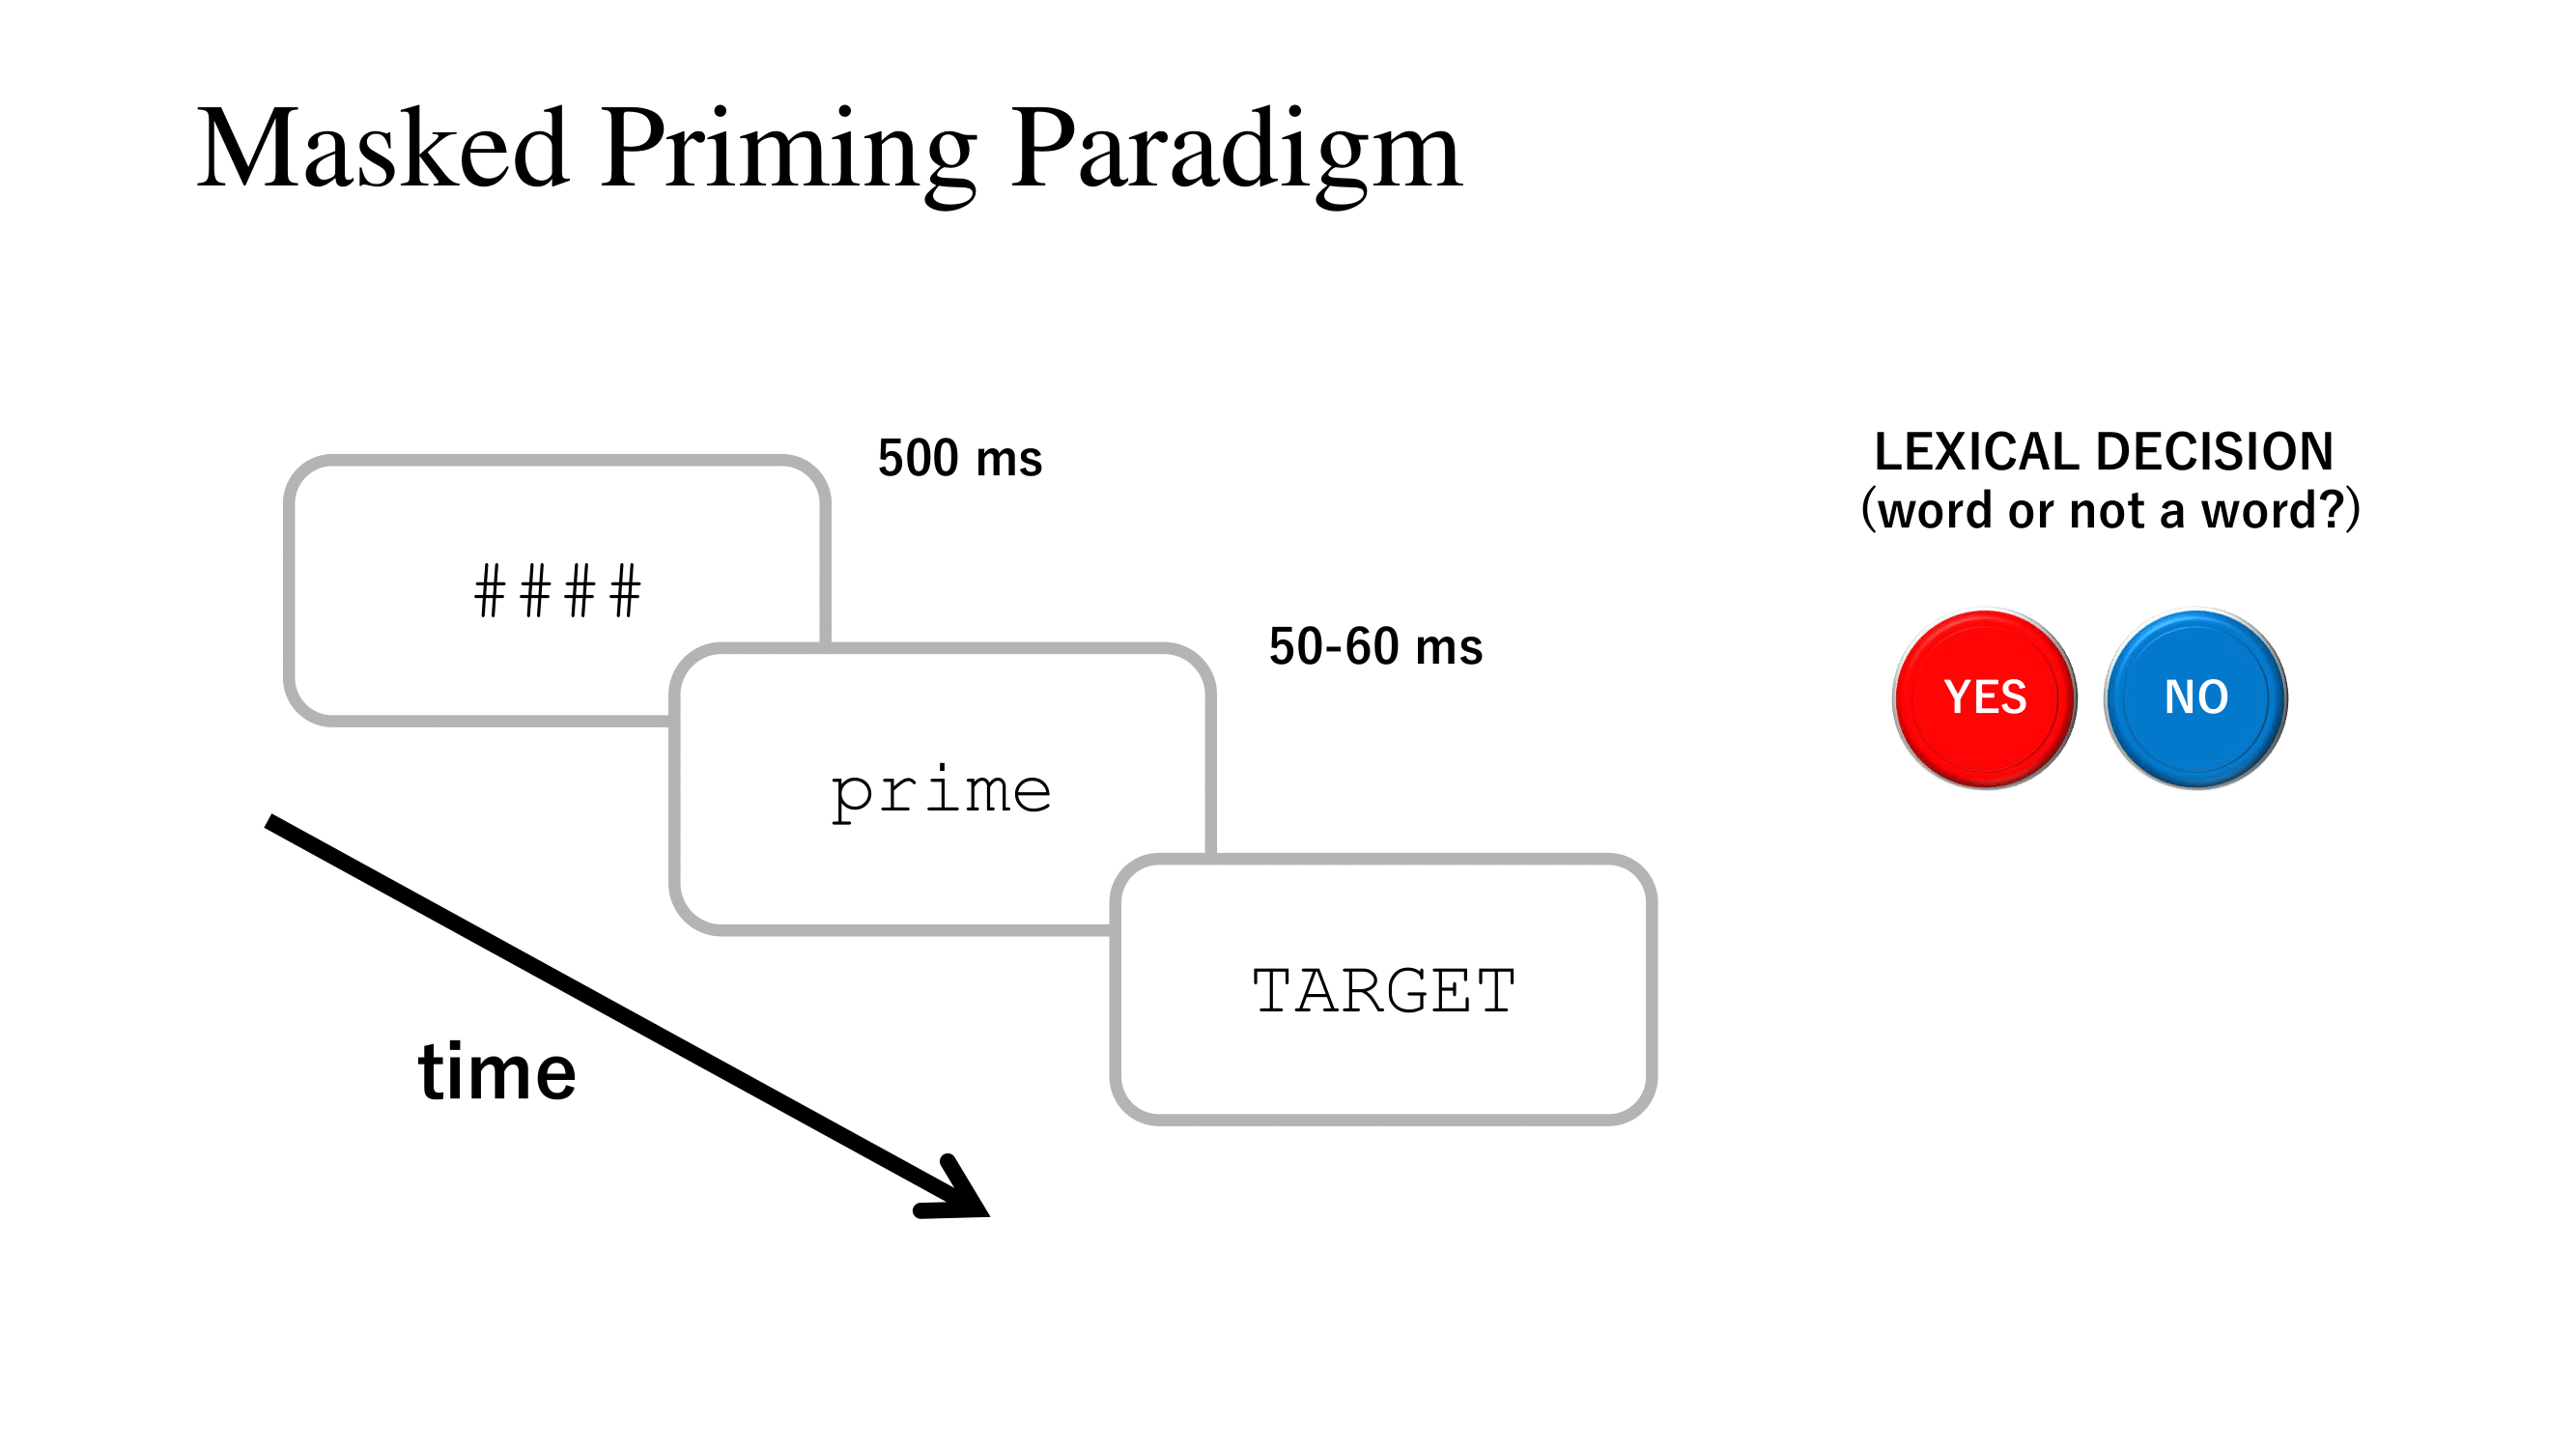 Masked Priming Paradigm
500 ms
####
50-60 ms
prime
TARGET
time
LEXICAL DECISION
(word or not a word?)
YES
NO